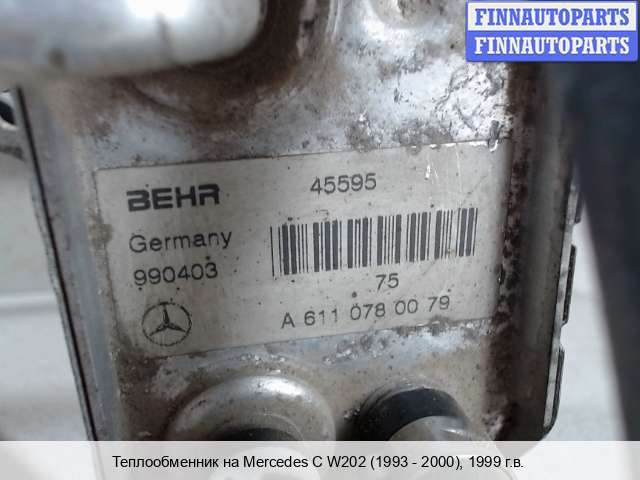 FINNAUTOPARTS
FINNAUTOPARTS
BEHR 45595
Germany
990403
75
A 611 078 00 79
Теплообменник на Mercedes C W202 (1993 - 2000), 1999 г.в.